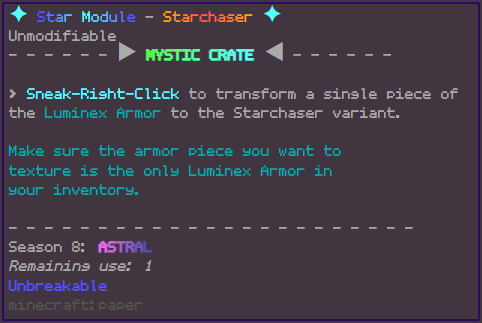 ✦ Star Module - Starchaser ✦
Unmodifiable
- - - - - - ▶ MYSTIC CRATE ◀ - - - - - -
> Sneak-Right-Click to transform a single piece of
the Luminex Armor to the Starchaser variant.
Make sure the armor piece you want to
texture is the only Luminex Armor in
your inventory.
- - - - - - - - - - - - - - - - - - - - - - - -
Season 8: ASTRAL
Remaining use: 1
Unbreakable
minecraft:paper